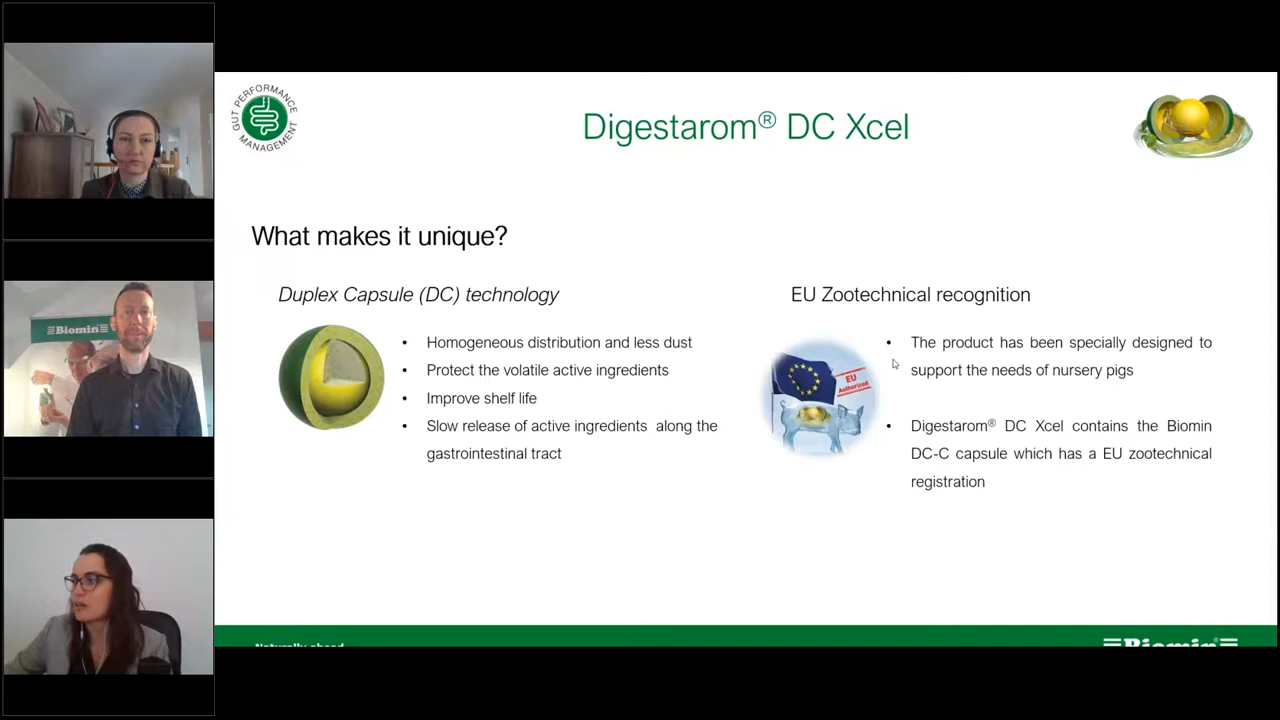 GUT PERFORMANCE
MANAGEMENT
Digestarom® DC Xcel
What makes it unique?
Duplex Capsule (DC) technology
• Homogeneous distribution and less dust
• Protect the volatile active ingredients
• Improve shelf life
• Slow release of active ingredients along the
gastrointestinal tract
EU Zootechnical recognition
EU
Authorized
• The product has been specially designed to
support the needs of nursery pigs
• Digestarom® DC Xcel contains the Biomin
DC-C capsule which has a EU zootechnical
registration
Biomin
Naturally ahead
Biomin®